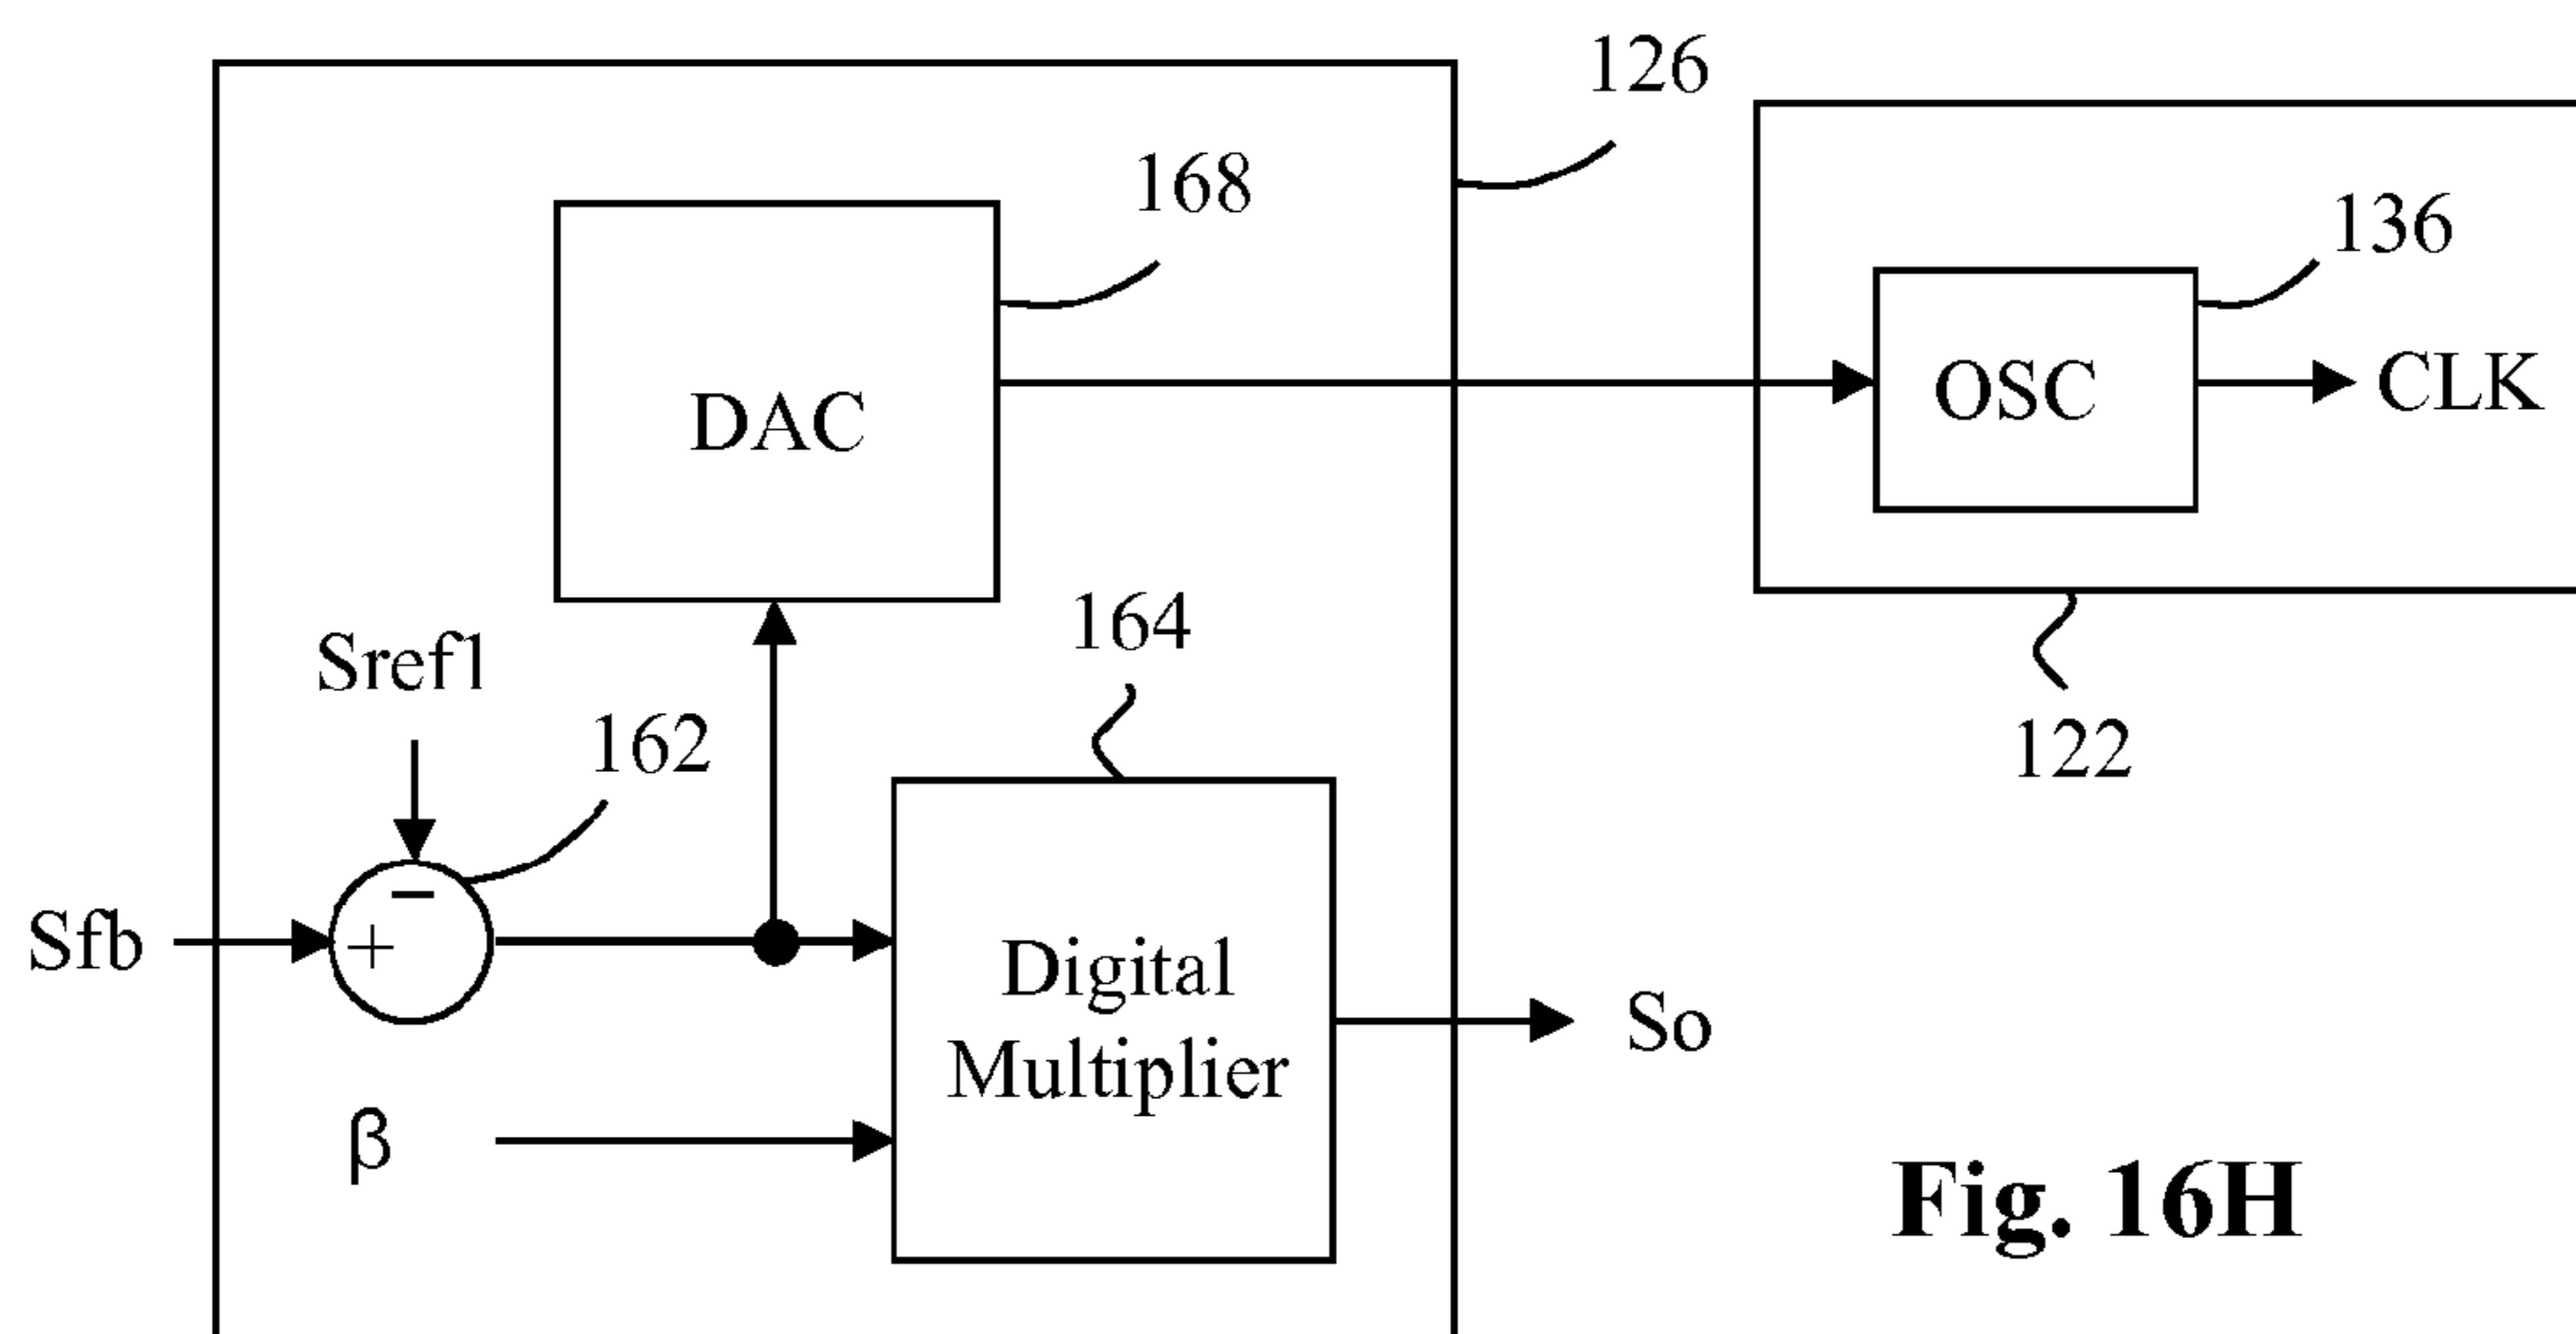 126
168
136
DAC
OSC
CLK
164
Sref1
162
122
Sfb
+
−
Digital
Multiplier
So
β
Fig. 16H